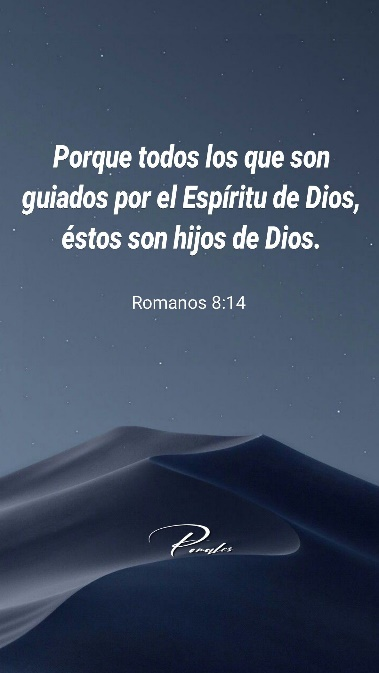 Porque todos los que son
guiados por el Espíritu de Dios,
éstos son hijos de Dios.
Romanos 8:14